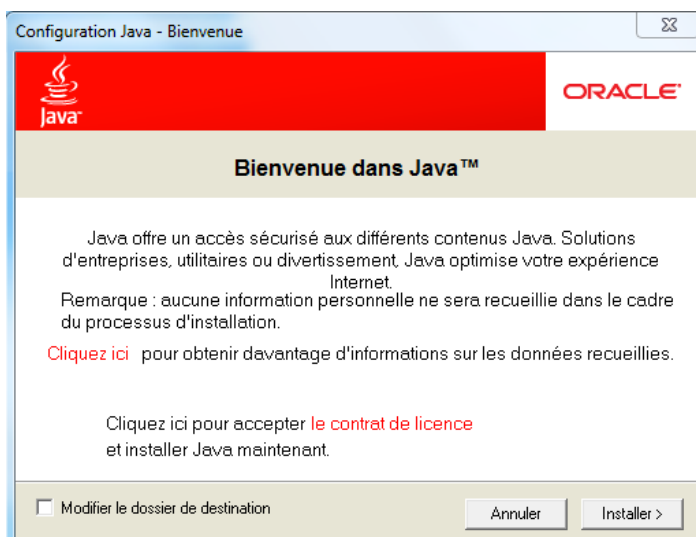 Configuration Java - Bienvenue
Java™
ORACLE®
Bienvenue dans Java™
Java offre un accès sécurisé aux différents contenus Java. Solutions
d'entreprises, utilitaires ou divertissement, Java optimise votre expérience
Internet.
Remarque : aucune information personnelle ne sera recueillie dans le cadre
du processus d'installation.
Cliquez ici pour obtenir davantage d'informations sur les données recueillies.
Cliquez ici pour accepter le contrat de licence
et installer Java maintenant.
Modifier le dossier de destination
Annuler
Installer >